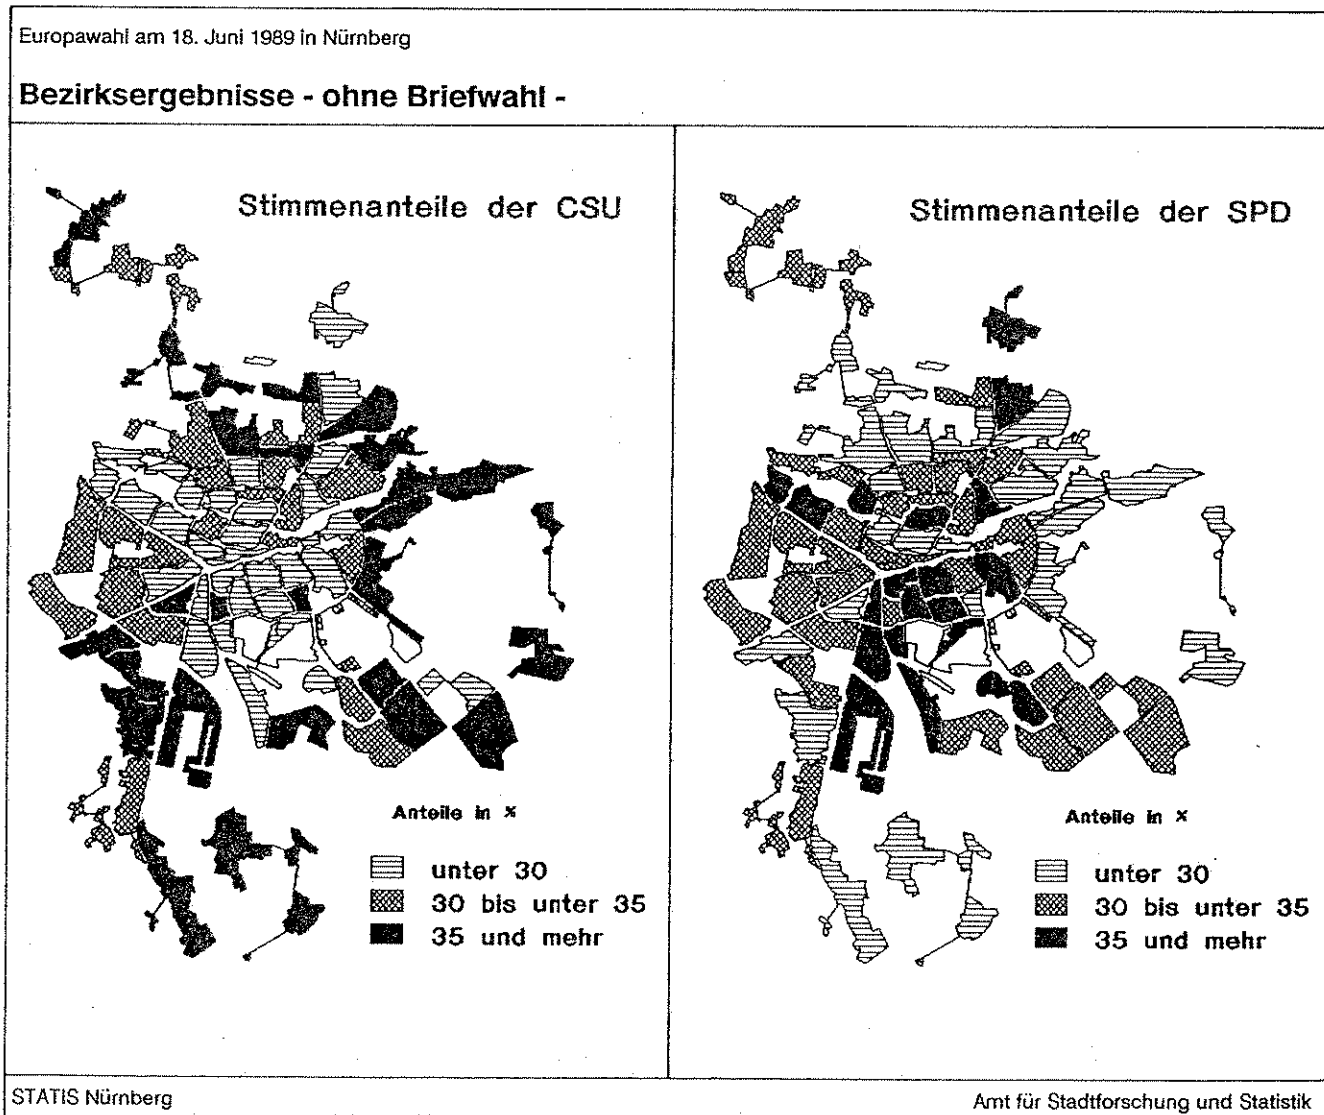 Europawahl am 18. Juni 1989 in Nürnberg
Bezirksergebnisse - ohne Briefwahl -
Stimmenanteile der CSU
Anteile in %
unter 30
30 bis unter 35
35 und mehr
Stimmenanteile der SPD
Anteile in %
unter 30
30 bis unter 35
35 und mehr
STATIS Nürnberg
Amt für Stadtforschung und Statistik